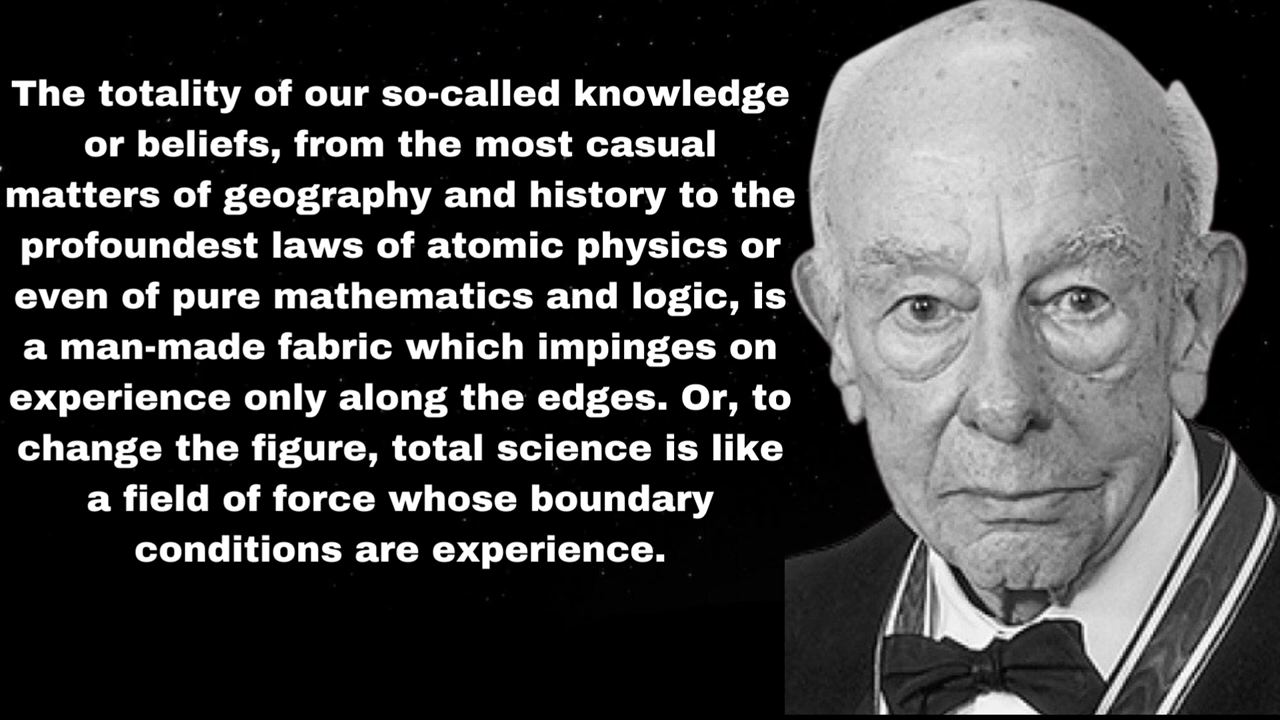 The totality of our so-called knowledge
or beliefs, from the most casual
matters of geography and history to the
profoundest laws of atomic physics or
even of pure mathematics and logic, is
a man-made fabric which impinges on
experience only along the edges. Or, to
change the figure, total science is like
a field of force whose boundary
conditions are experience.